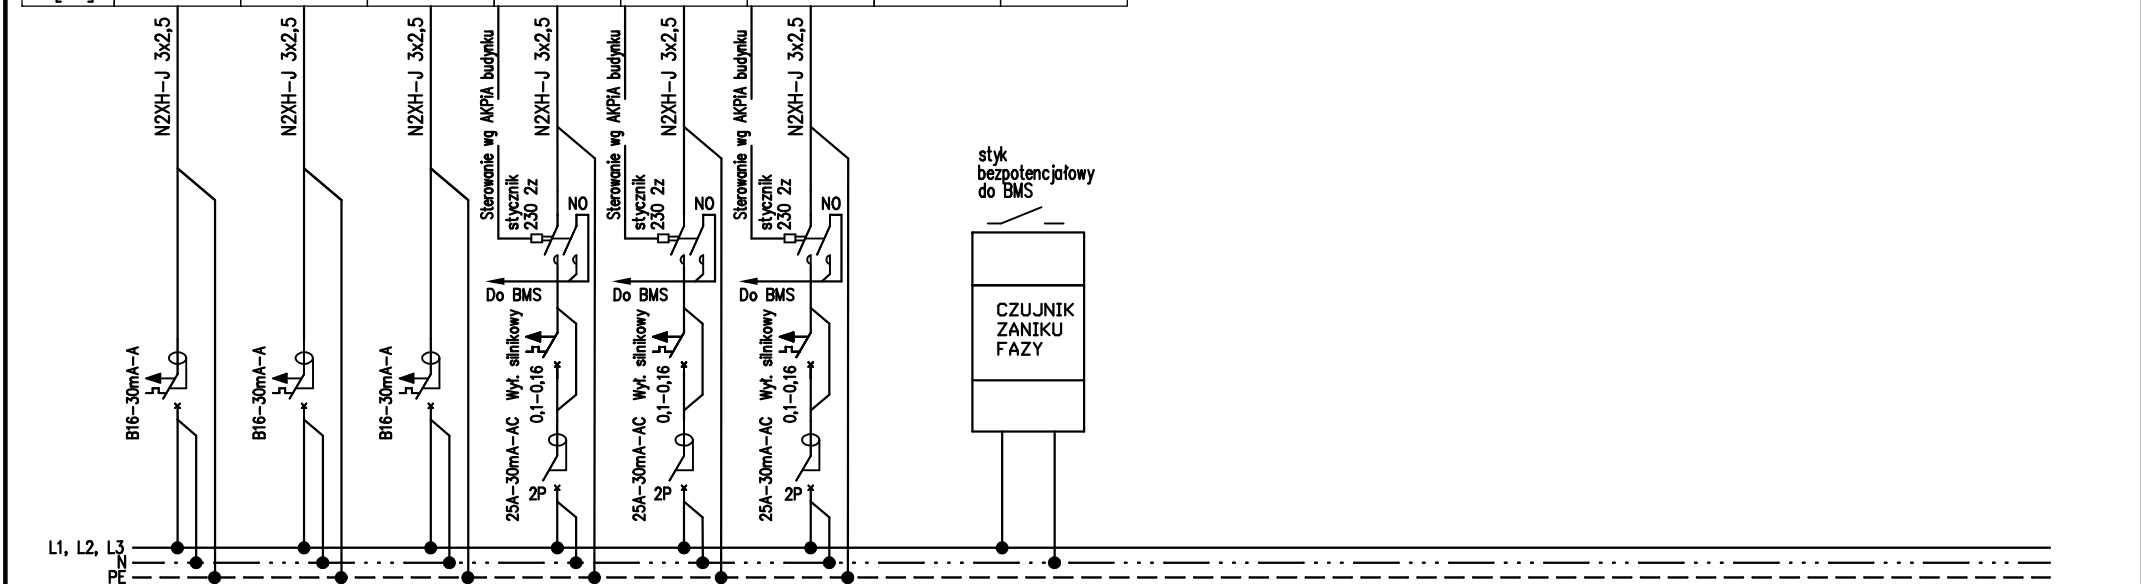 N2XH-J 3x2,5
B16-30mA-A
N2XH-J 3x2,5
B16-30mA-A
N2XH-J 3x2,5
B16-30mA-A
Sterowanie wg AKPiA budynku
N2XH-J 3x2,5
stycznik
230 2z
NO
Do BMS
Wył. silnikowy
0,1-0,16
25A-30mA-AC
2P
Sterowanie wg AKPiA budynku
N2XH-J 3x2,5
stycznik
230 2z
NO
Do BMS
Wył. silnikowy
0,1-0,16
25A-30mA-AC
2P
Sterowanie wg AKPiA budynku
N2XH-J 3x2,5
stycznik
230 2z
NO
Do BMS
Wył. silnikowy
0,1-0,16
25A-30mA-AC
2P
styk
bezpotencjałowy
do BMS
CZUJNIK
ZANIKU
FAZY
L1, L2, L3
N
PE